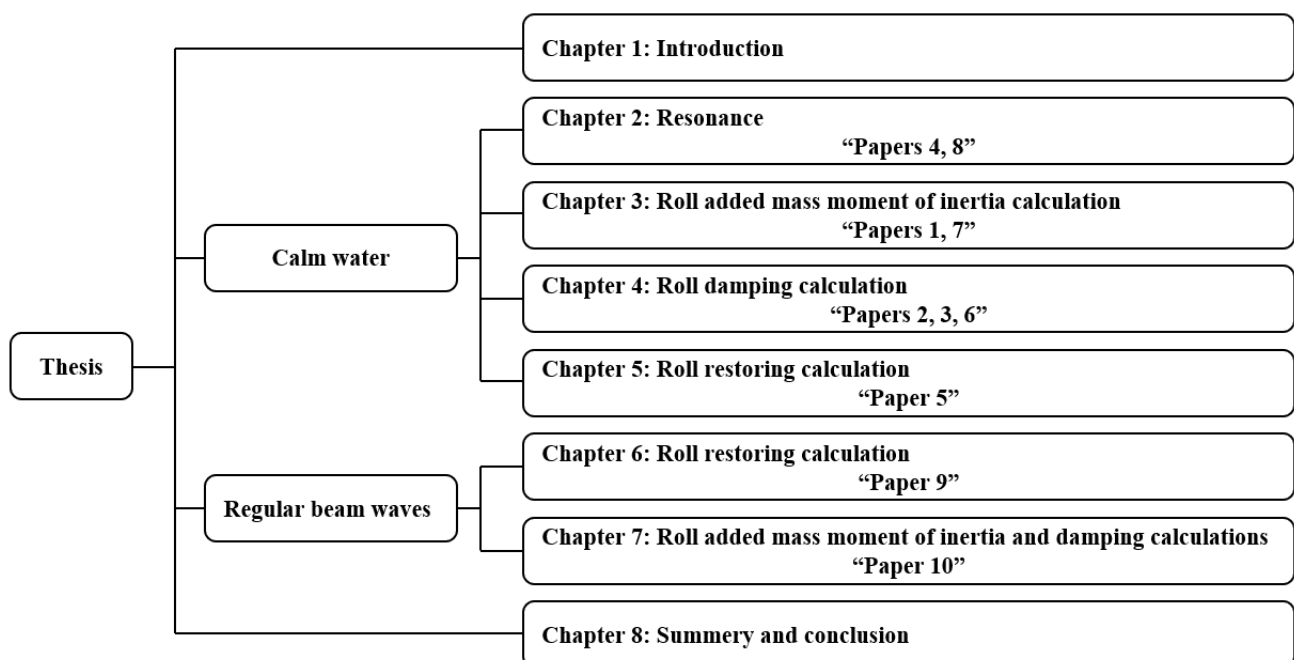 Chapter 1: Introduction
Chapter 2: Resonance
“Papers 4, 8”
Chapter 3: Roll added mass moment of inertia calculation
“Papers 1, 7”
Calm water
Chapter 4: Roll damping calculation
“Papers 2, 3, 6”
Thesis
Chapter 5: Roll restoring calculation
“Paper 5”
Chapter 6: Roll restoring calculation
“Paper 9”
Regular beam waves
Chapter 7: Roll added mass moment of inertia and damping calculations
“Paper 10”
Chapter 8: Summery and conclusion